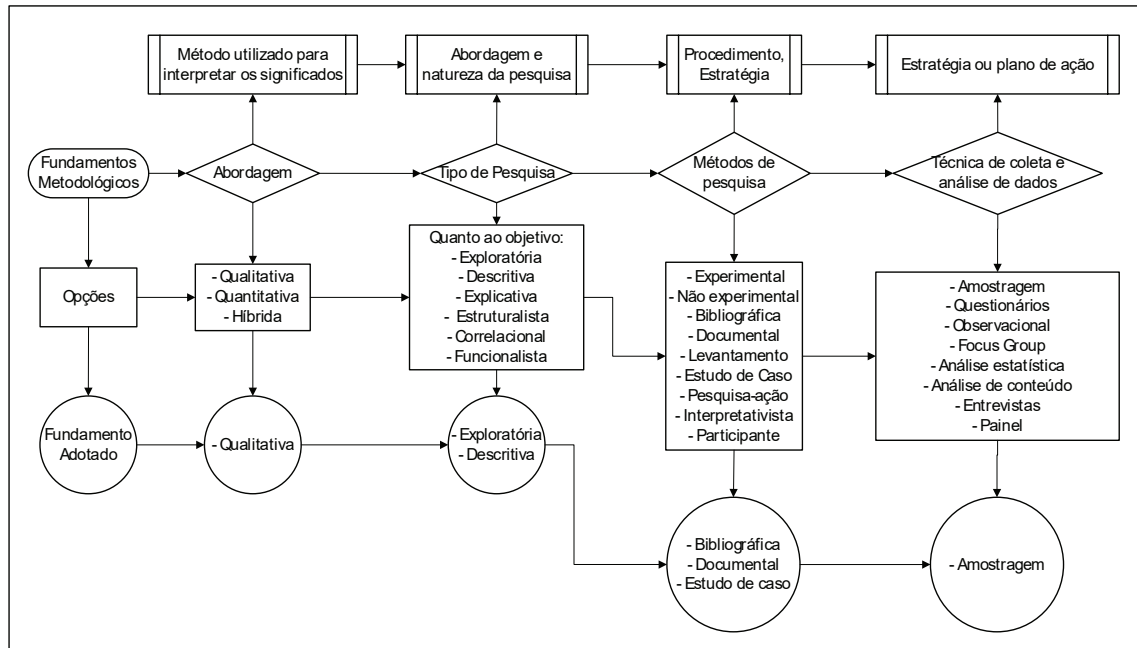 Método utilizado para
interpretar os significados
Abordagem e
natureza da pesquisa
Procedimento,
Estratégia
Estratégia ou plano de ação
Fundamentos
Metodológicos
Abordagem
Tipo de Pesquisa
Métodos de
pesquisa
Técnica de coleta e
análise de dados
Opções
- Qualitativa
- Quantitativa
- Híbrida
Quanto ao objetivo:
- Exploratória
- Descritiva
- Explicativa
- Estruturalista
- Correlacional
- Funcionalista
- Experimental
- Não experimental
- Bibliográfica
- Documental
- Levantamento
- Estudo de Caso
- Pesquisa-ação
- Interpretativista
- Participante
- Amostragem
- Questionários
- Observacional
- Focus Group
- Análise estatística
- Análise de conteúdo
- Entrevistas
- Painel
Fundamento
Adotado
- Qualitativa
- Exploratória
- Descritiva
- Bibliográfica
- Documental
- Estudo de caso
- Amostragem